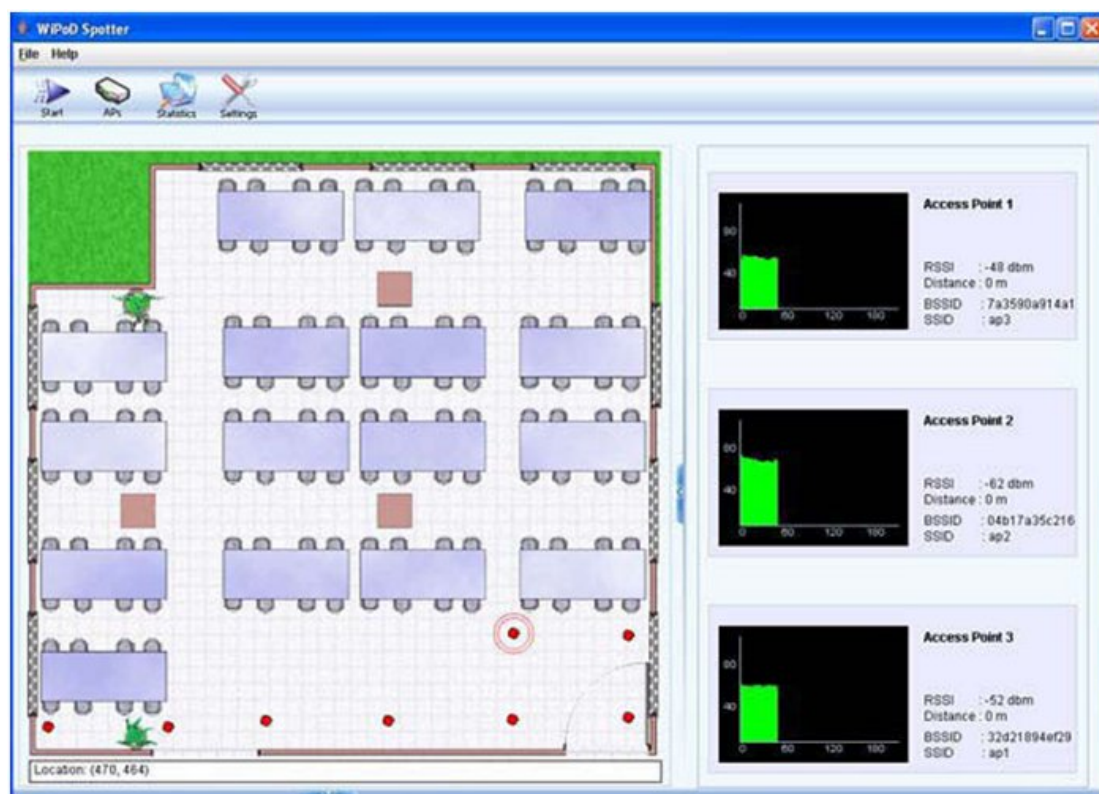 WiPoD Spotter
File Help
Start APs Statistics Settings
Location: (470, 464)
Access Point 1
80
40
0 60 120 180
RSSI : -48 dbm
Distance : 0 m
BSSID : 7a3590a914a1
SSID : ap3
Access Point 2
80
40
0 60 120 180
RSSI : -62 dbm
Distance : 0 m
BSSID : 04b17a35c216
SSID : ap2
Access Point 3
80
40
0 60 120 180
RSSI : -52 dbm
Distance : 0 m
BSSID : 32d21894ef29
SSID : ap1